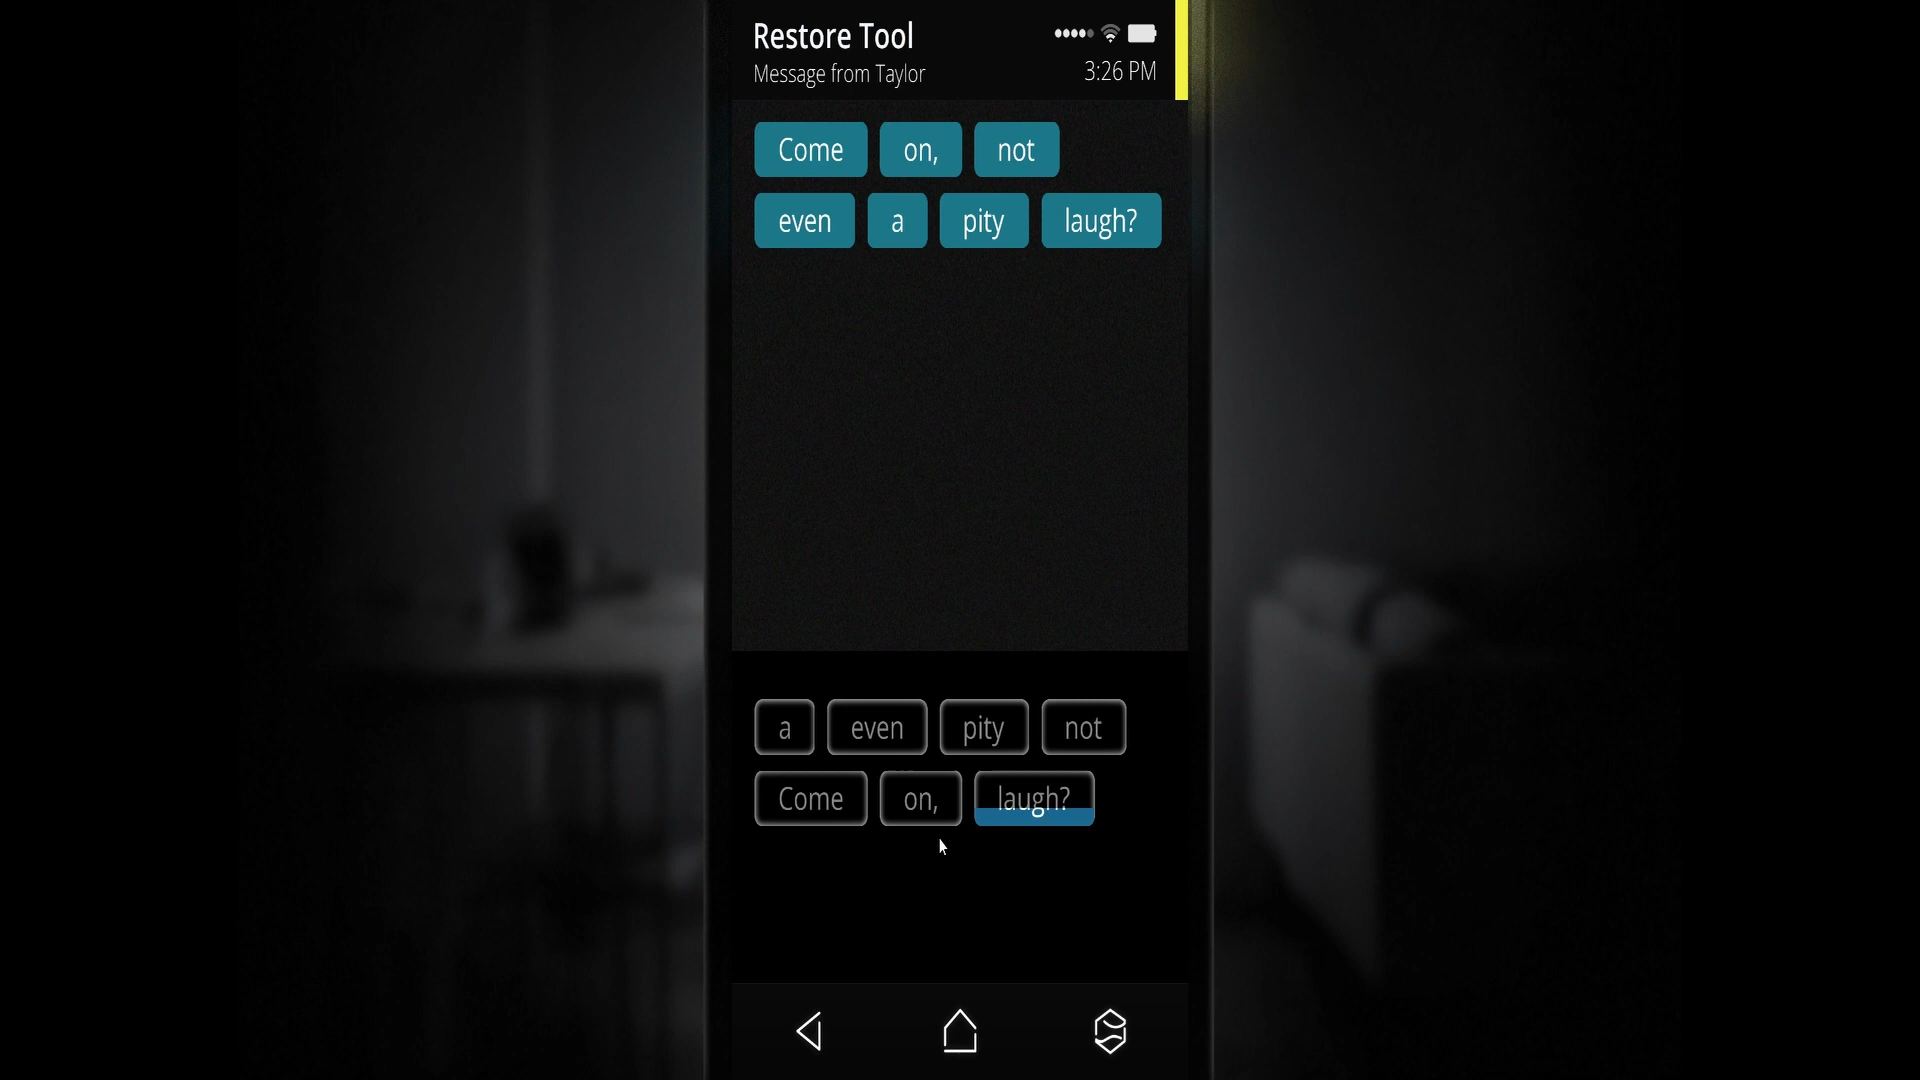 Restore Tool
Message from Taylor
3:26 PM
Come on, not
even a pity laugh?
a even pity not
Come on, laugh?